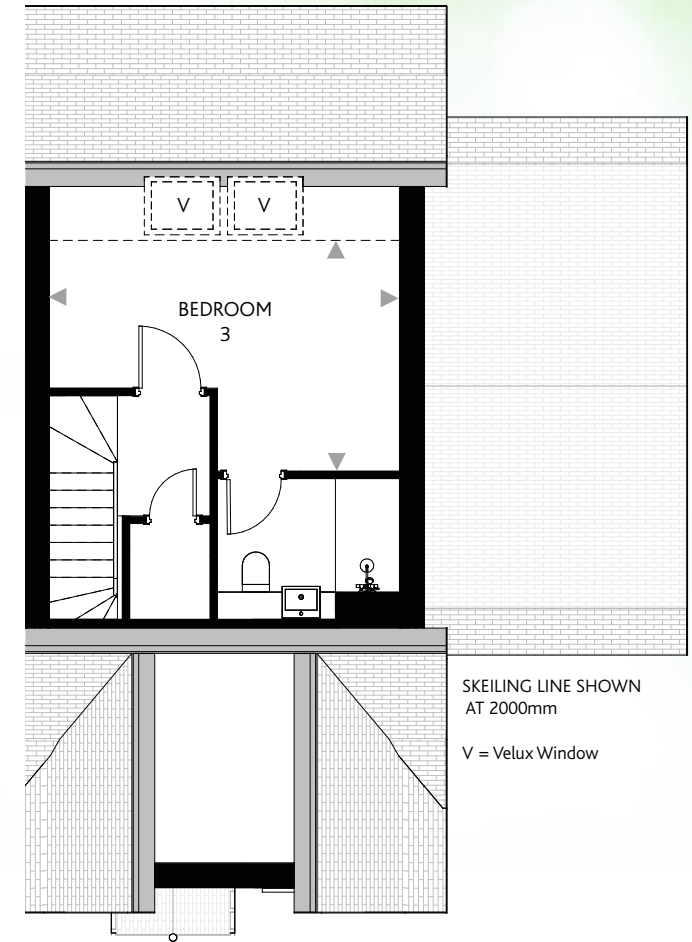 V V
BEDROOM
3
SKEILING LINE SHOWN
AT 2000mm
V = Velux Window